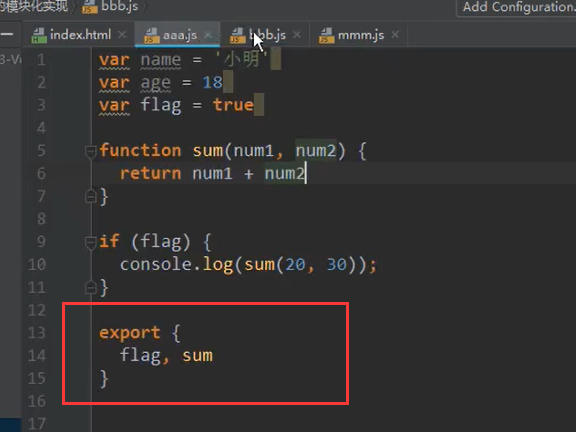 的模块化实现 bbb.js Add Configuration.
index.html aaa.js bbb.js mmm.js
1 var name = '小明'
2 var age = 18
3 var flag = true
4
5 function sum(num1, num2) {
6 return num1 + num2
7 }
8
9 if (flag) {
10 console.log(sum(20, 30));
11 }
12
13 export {
14 flag, sum
15 }
16
17